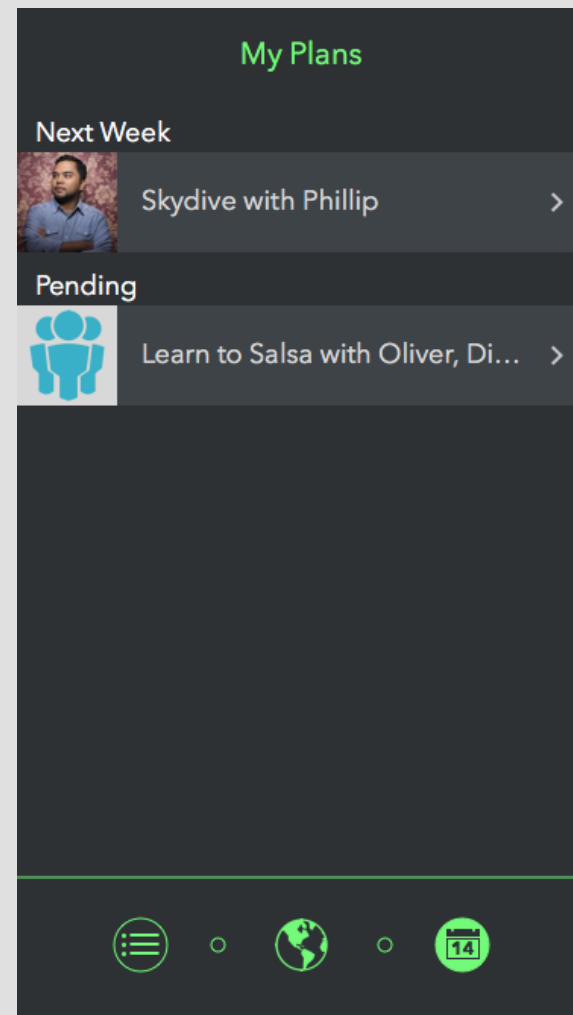 My Plans
Next Week
Skydive with Phillip
Pending
Learn to Salsa with Oliver, Di…
14